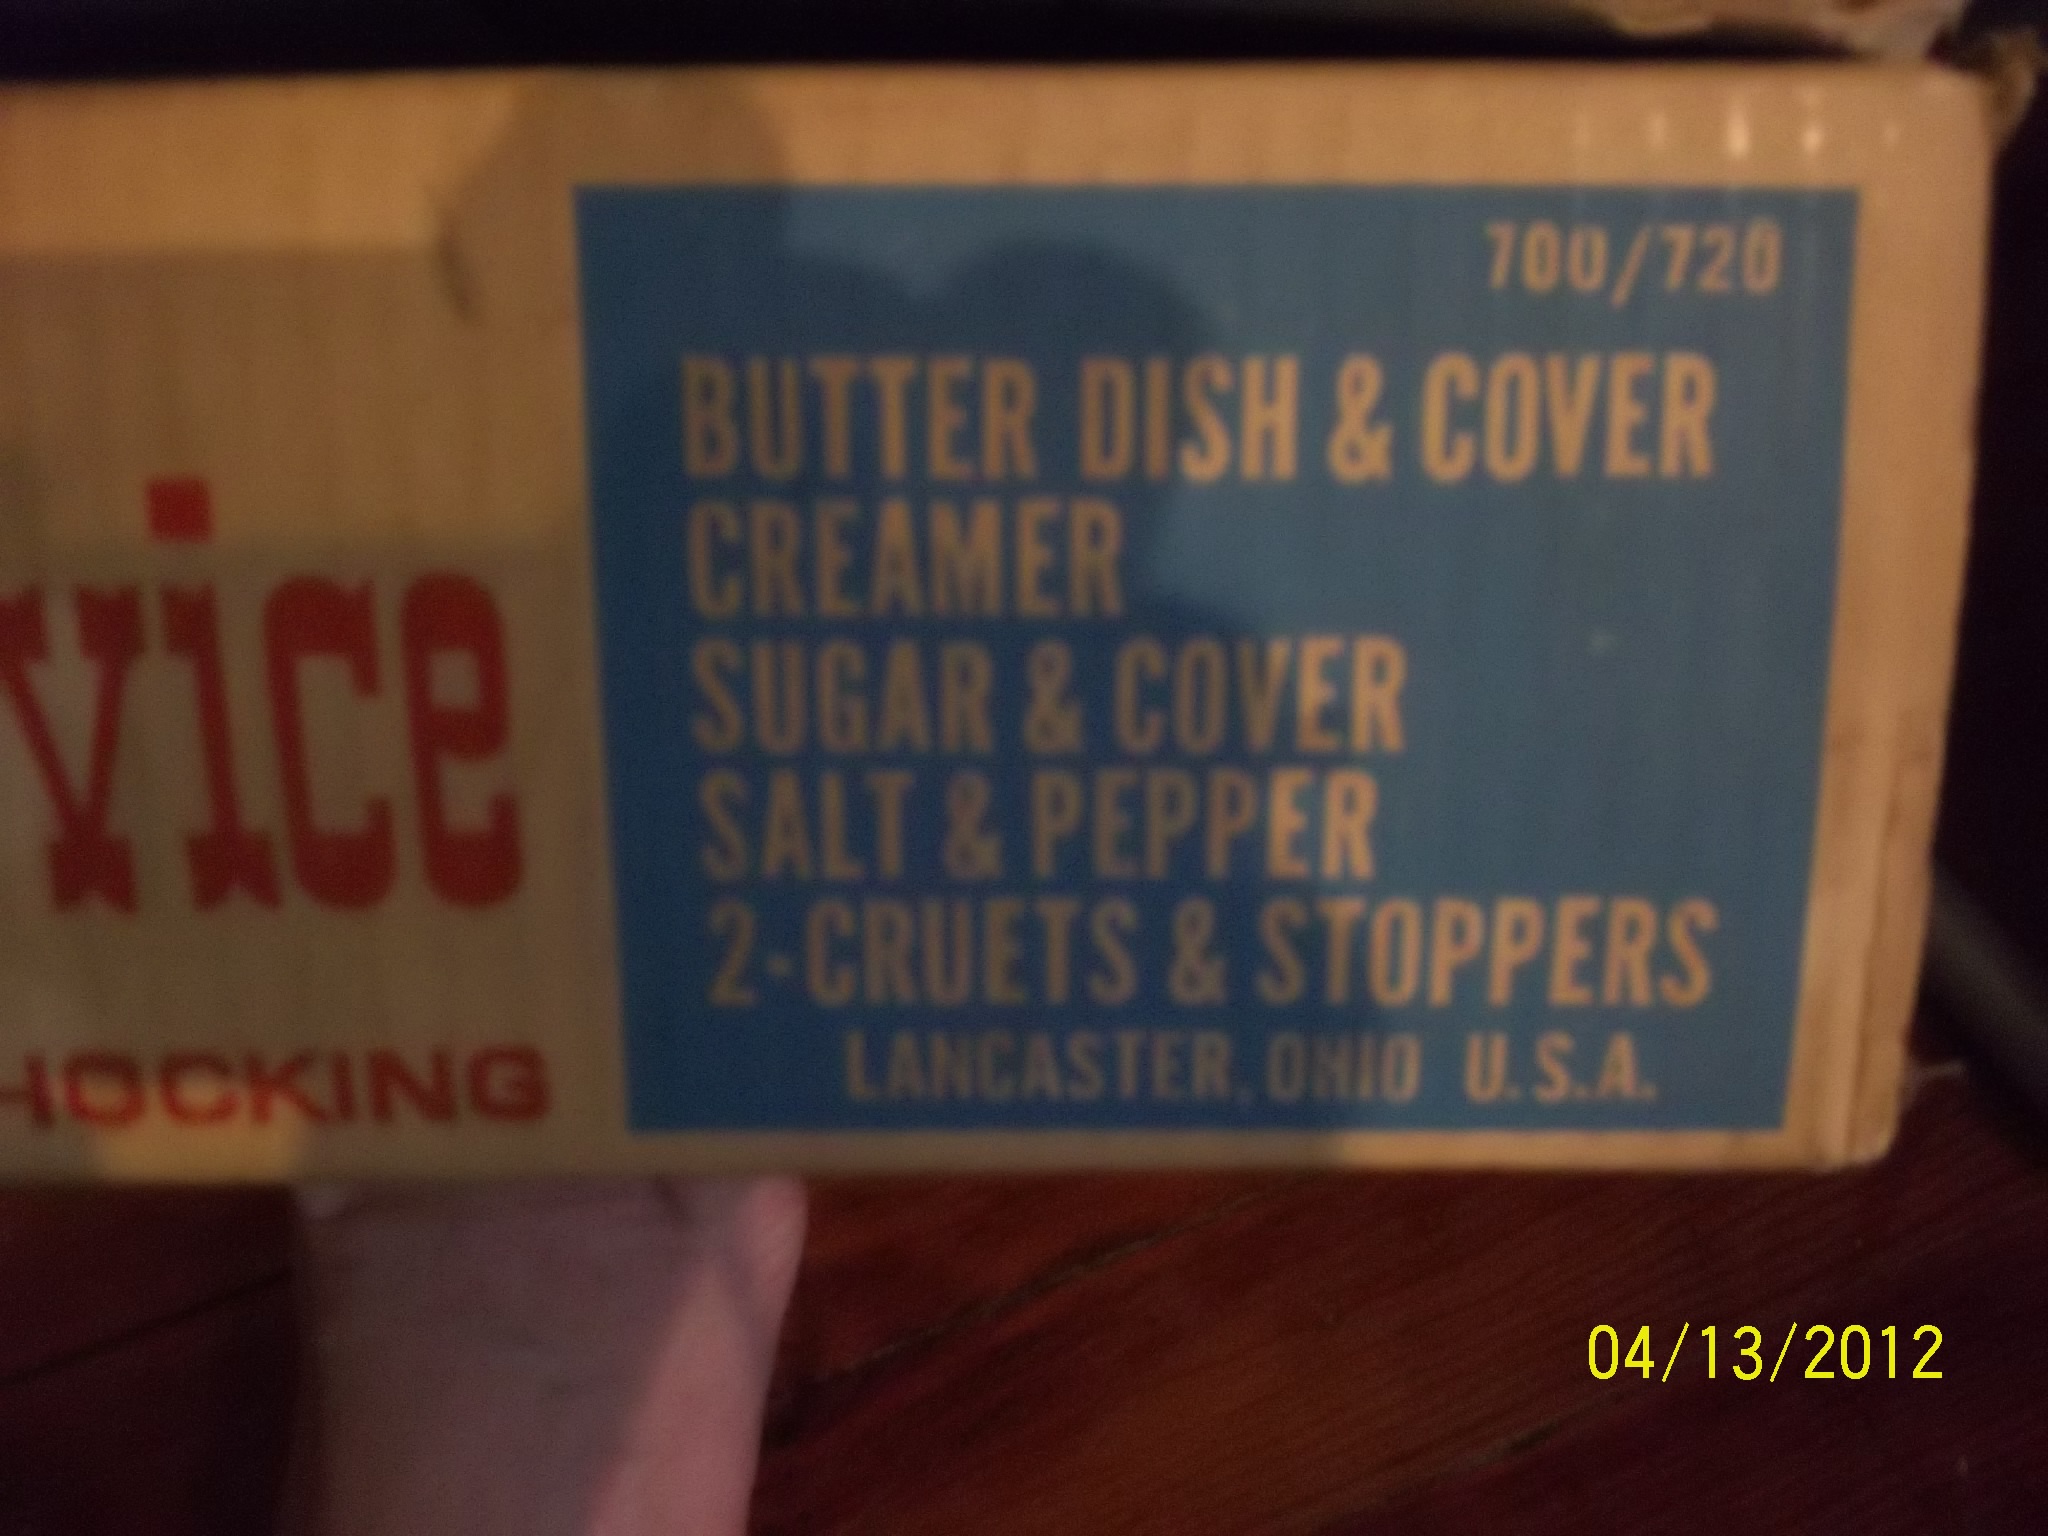 vice
HOCKING
700/720
BUTTER DISH & COVER
CREAMER
SUGAR & COVER
SALT & PEPPER
2-CRUETS & STOPPERS
LANCASTER, OHIO U.S.A.
04/13/2012